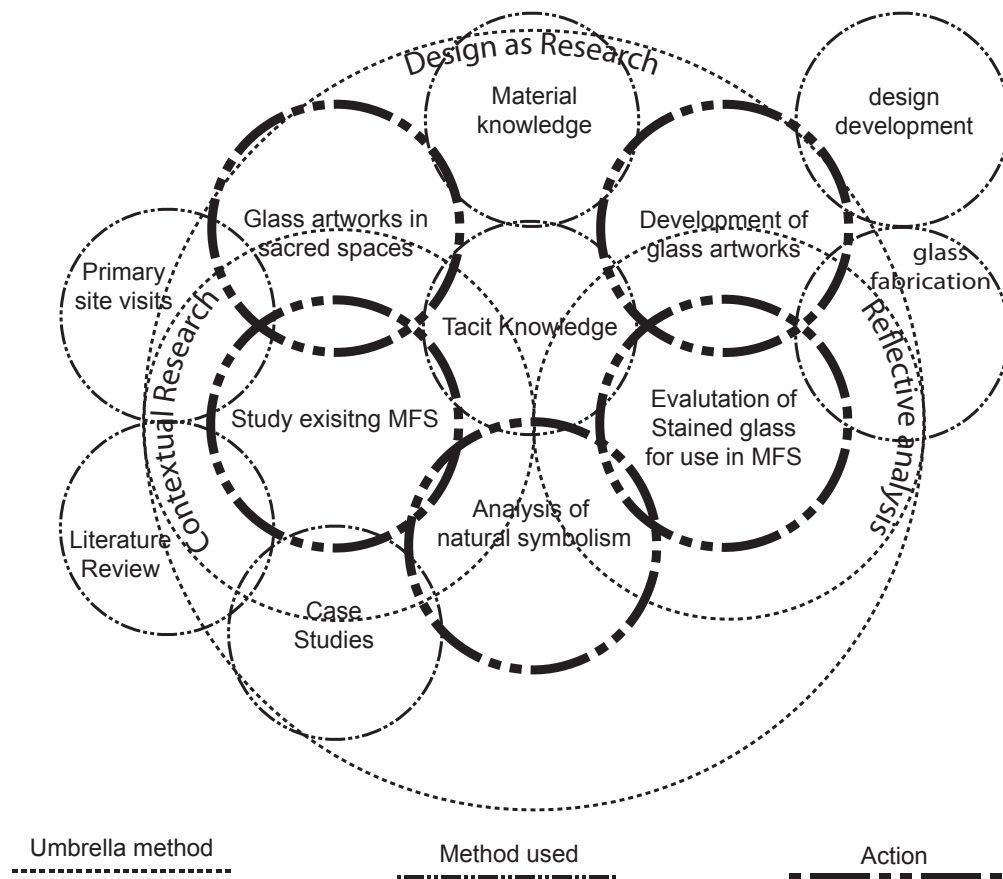 Design as Research
Material
knowledge
design
development
Glass artworks in
sacred spaces
Development of
glass artworks
Primary
site visits
glass
fabrication
Contextual Research
Tacit Knowledge
Reflective analysis
Study exisitng MFS
Evalutation of
Stained glass
for use in MFS
Analysis of
natural symbolism
Literature
Review
Case
Studies
Umbrella method
Method used
Action